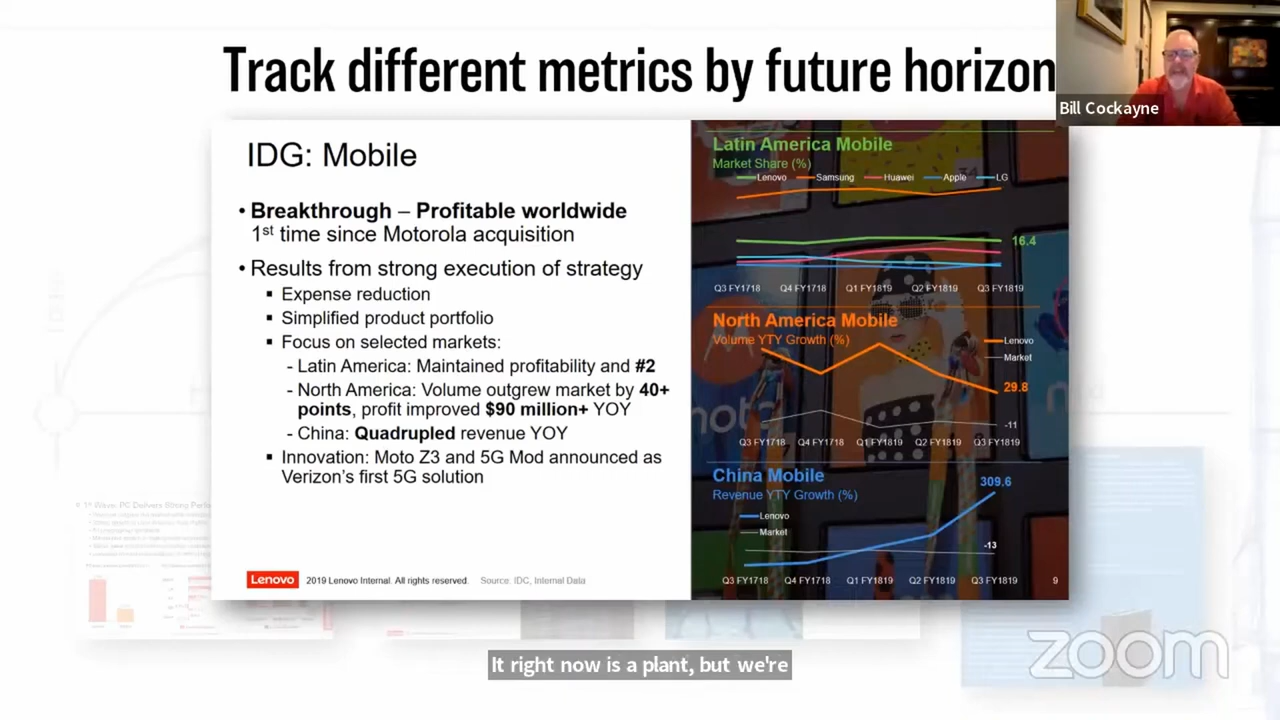 Track different metrics by future horizon
Bill Cockayne
IDG: Mobile
• Breakthrough – Profitable worldwide
1st time since Motorola acquisition
• Results from strong execution of strategy
▪ Expense reduction
▪ Simplified product portfolio
▪ Focus on selected markets:
- Latin America: Maintained profitability and #2
- North America: Volume outgrew market by 40+
points, profit improved $90 million+ YOY
- China: Quadrupled revenue YOY
▪ Innovation: Moto Z3 and 5G Mod announced as
Verizon's first 5G solution
Lenovo 2019 Lenovo Internal. All rights reserved. Source: IDC, Internal Data
Latin America Mobile
Market Share (%)
Lenovo Samsung Huawei Apple LG
16.4
Q3 FY1718 Q4 FY1718 Q1 FY1819 Q2 FY1819 Q3 FY1819
North America Mobile
Volume YTY Growth (%)
Lenovo
Market
29.8
-11
Q3 FY1718 Q4 FY1718 Q1 FY1819 Q2 FY1819 Q3 FY1819
China Mobile
Revenue YTY Growth (%)
309.6
Lenovo
Market
-13
Q3 FY1718 Q4 FY1718 Q1 FY1819 Q2 FY1819 Q3 FY1819
9
moto
It right now is a plant, but we're
zoom